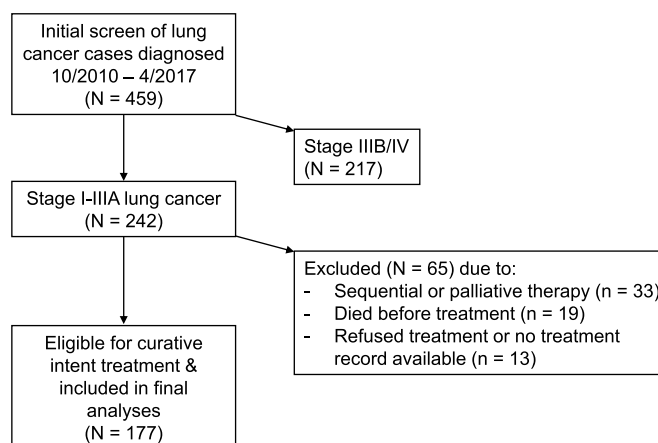 Initial screen of lung
cancer cases diagnosed
10/2010 – 4/2017
(N = 459)
Stage IIIB/IV
(N = 217)
Stage I-IIIA lung cancer
(N = 242)
Excluded (N = 65) due to:
- Sequential or palliative therapy (n = 33)
- Died before treatment (n = 19)
- Refused treatment or no treatment
record available (n = 13)
Eligible for curative
intent treatment &
included in final
analyses
(N = 177)